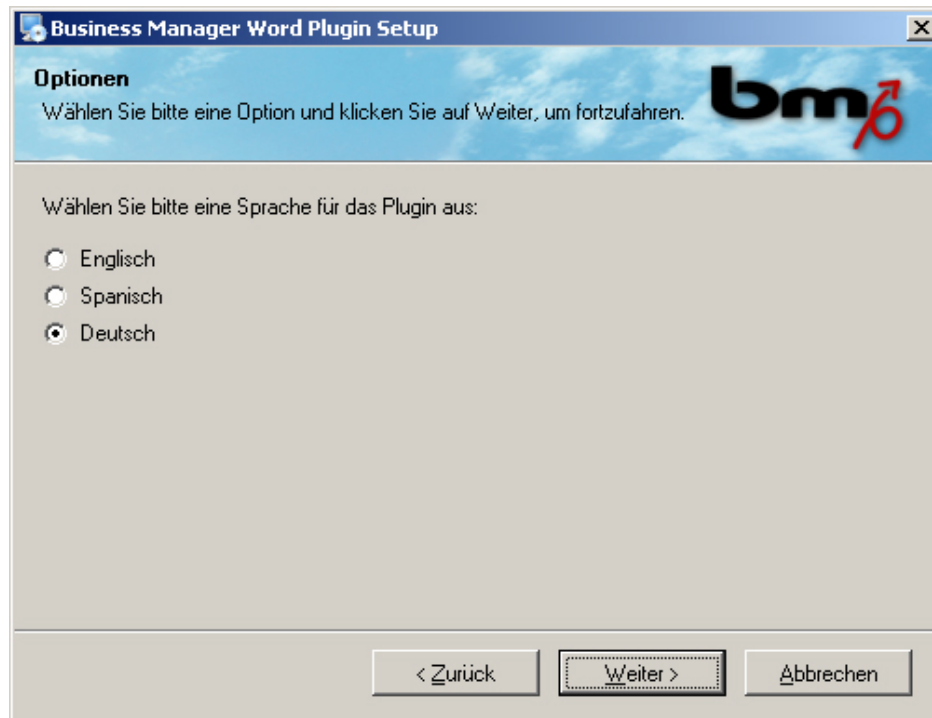 Business Manager Word Plugin Setup
Optionen
Wählen Sie bitte eine Option und klicken Sie auf Weiter, um fortzufahren.
bm6
Wählen Sie bitte eine Sprache für das Plugin aus:
Englisch
Spanisch
Deutsch
< Zurück
Weiter >
Abbrechen